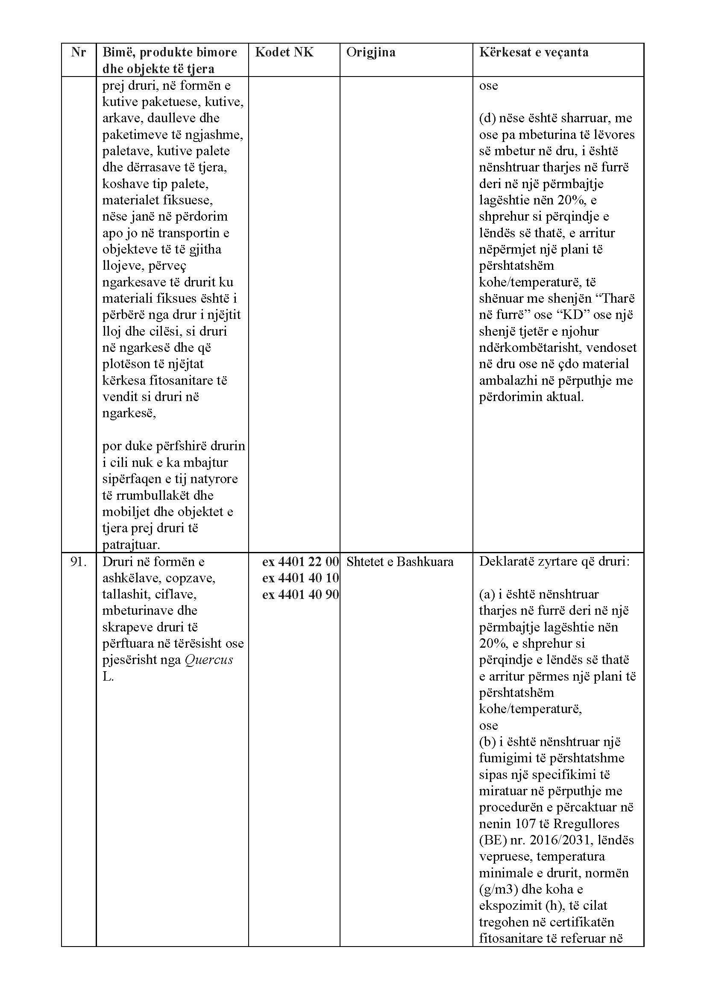 Nr
Bimë, produkte bimore
dhe objekte të tjera
Kodet NK
Origjina
Kërkesat e veçanta
prej druri, në formën e
kutive paketuese, kutive,
arkave, daulleve dhe
paketimeve të ngjashme,
paletave, kutive palete
dhe dërrasave të tjera,
koshave tip palete,
materialet fiksuese,
nëse janë në përdorim
apo jo në transportin e
objekteve të të gjitha
llojeve, përveç
ngarkesave të drurit ku
materiali fiksues është i
përbërë nga drur i njëjtit
lloj dhe cilësi, si druri
në ngarkesë dhe që
plotëson të njëjtat
kërkesa fitosanitare të
vendit si druri në
ngarkesë,
por duke përfshirë drurin
i cili nuk e ka mbajtur
sipërfaqen e tij natyrore
të rrumbullakët dhe
mobiljet dhe objektet e
tjera prej druri të
patrajtuar.
ose
(d) nëse është sharruar, me
ose pa mbeturina të lëvores
së mbetur në dru, i është
nënshtruar tharjes në furrë
deri në një përmbajtje
lagështie nën 20%, e
shprehur si përqindje e
lëndës së thatë, e arritur
nëpërmjet një plani të
përshtatshëm
kohe/temperaturë, të
shënuar me shenjën “Tharë
në furrë” ose “KD” ose një
shenjë tjetër e njohur
ndërkombëtarisht, vendoset
në dru ose në çdo material
ambalazhi në përputhje me
përdorimin aktual.
91.
Druri në formën e
ashkëlave, copzave,
tallashit, ciflave,
mbeturinave dhe
skrapeve druri të
përftuara në tërësisht ose
pjesërisht nga Quercus
L.
ex 4401 22 00
ex 4401 40 10
ex 4401 40 90
Shtetet e Bashkuara
Deklaratë zyrtare që druri:
(a) i është nënshtruar
tharjes në furrë deri në një
përmbajtje lagështie nën
20%, e shprehur si
përqindje e lëndës së thatë
e arritur përmes një plani të
përshtatshëm
kohe/temperaturë,
ose
(b) i është nënshtruar një
fumigimi të përshtatshme
sipas një specifikimi të
miratuar në përputhje me
procedurën e përcaktuar në
nenin 107 të Rregullores
(BE) nr. 2016/2031, lëndës
vepruese, temperatura
minimale e drurit, normën
(g/m3) dhe koha e
ekspozimit (h), të cilat
tregohen në certifikatën
fitosanitare të referuar në